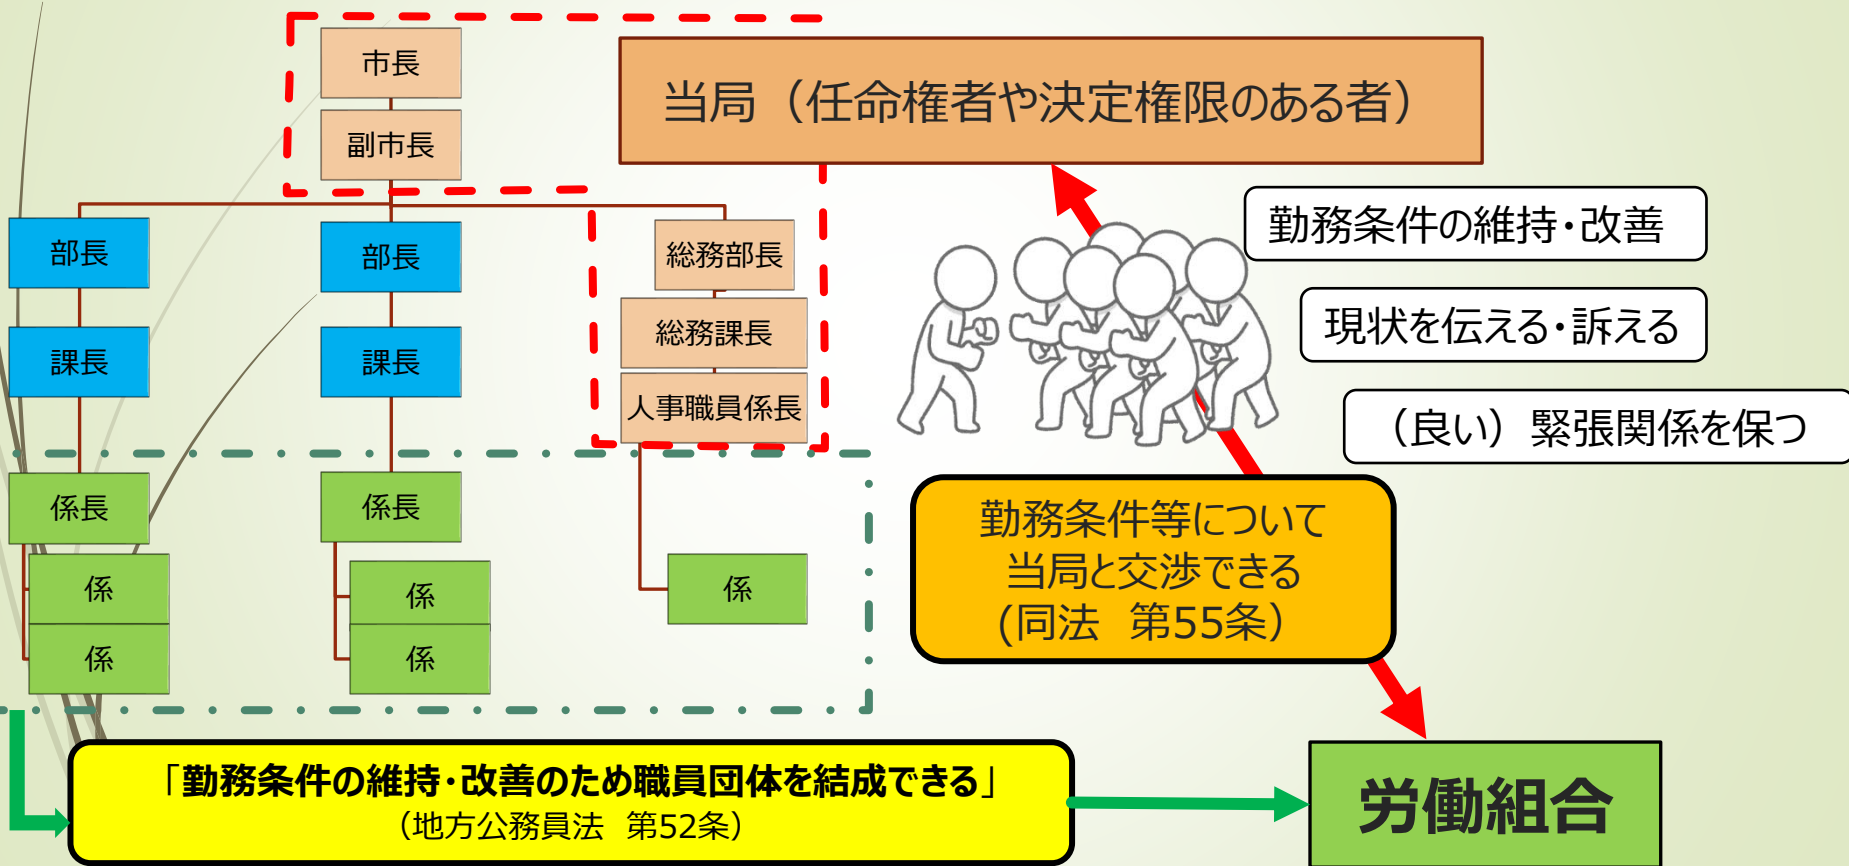 市長
副市長
当局（任命権者や決定権限のある者）
部長
部長
総務部長
課長
課長
総務課長
人事職員係長
係長
係長
係
係
係
係
係
勤務条件の維持・改善
現状を伝える・訴える
（良い）緊張関係を保つ
勤務条件等について
当局と交渉できる
(同法　第55条）
「勤務条件の維持・改善のため職員団体を結成できる」
（地方公務員法　第52条）
労働組合